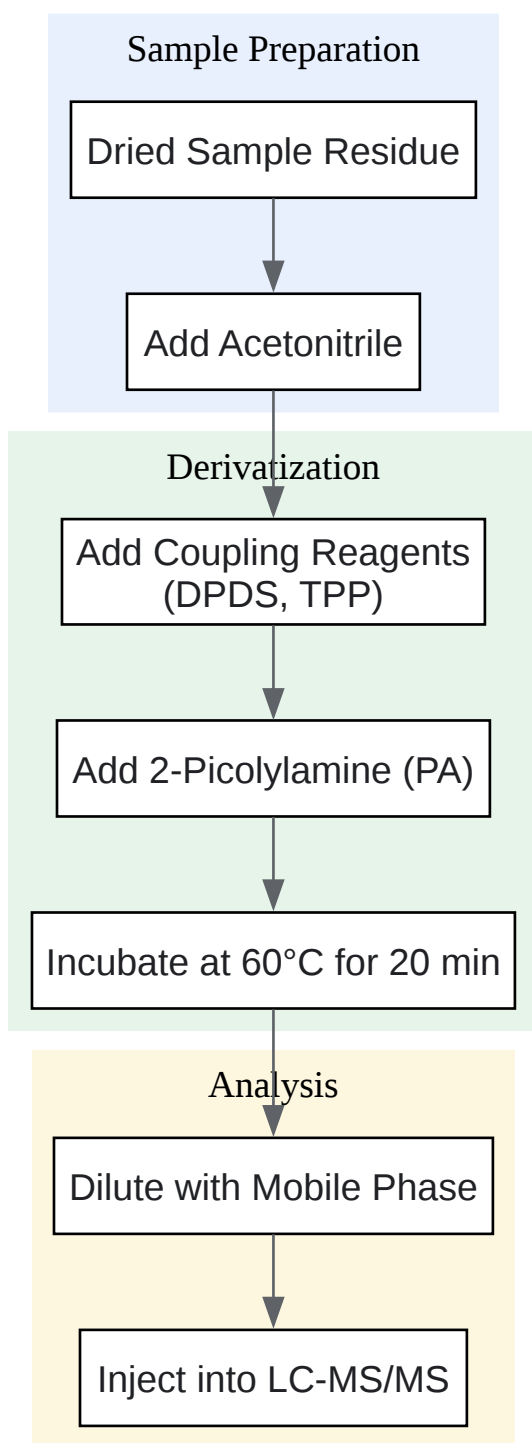 Sample Preparation
Dried Sample Residue
Add Acetonitrile
Derivatization
Add Coupling Reagents
(DPDS, TPP)
Add 2-Picolylamine (PA)
Incubate at 60°C for 20 min
Analysis
Dilute with Mobile Phase
Inject into LC-MS/MS